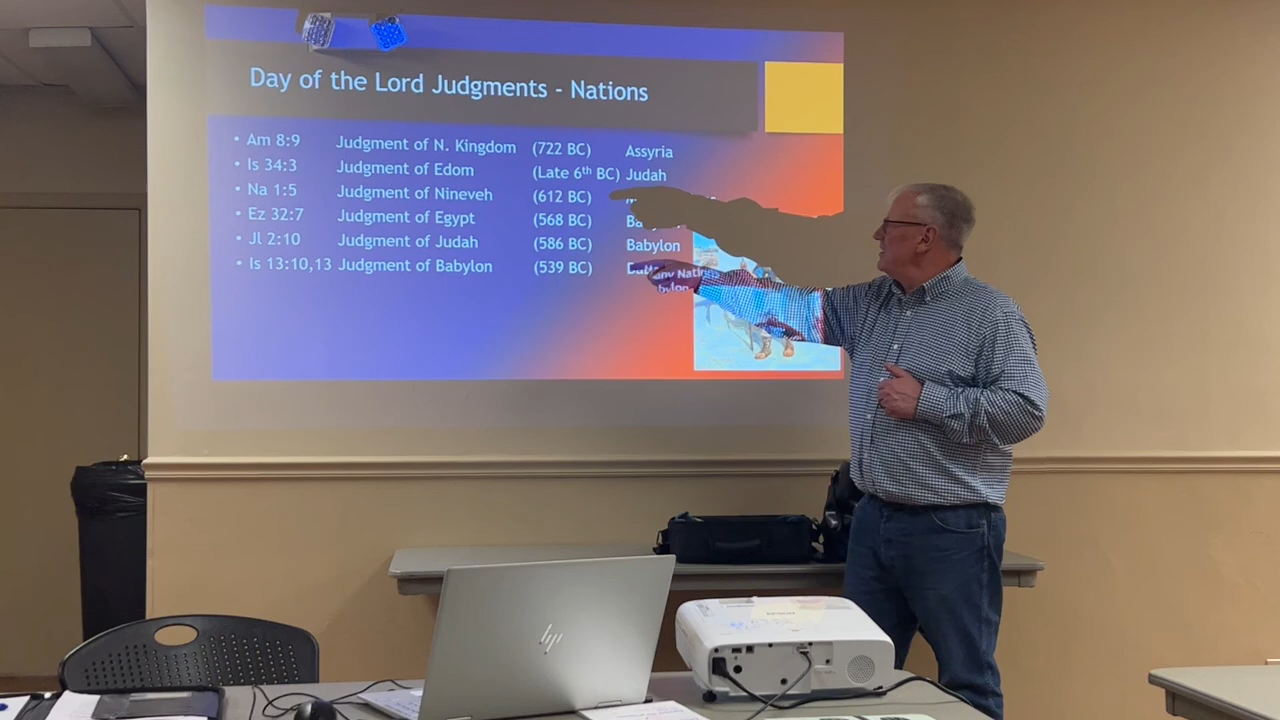 Day of the Lord Judgments - Nations
• Am 8:9 Judgment of N. Kingdom (722 BC) Assyria
• Is 34:3 Judgment of Edom (Late 6th BC) Judah
• Na 1:5 Judgment of Nineveh (612 BC)
• Ez 32:7 Judgment of Egypt (568 BC)
• Jl 2:10 Judgment of Judah (586 BC) Babylon
• Is 13:10,13 Judgment of Babylon (539 BC)
hp